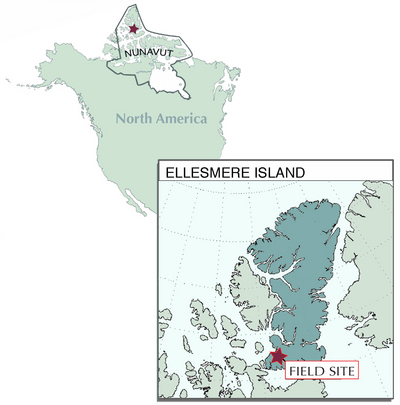 NUNAVUT
North America
ELLESMERE ISLAND
FIELD SITE